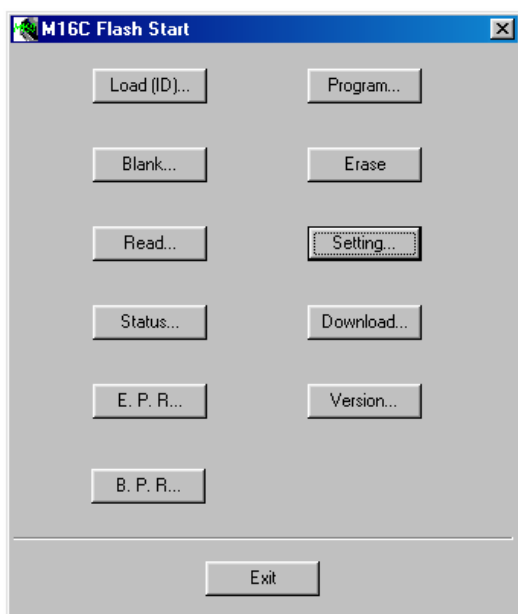 M16C Flash Start
Load (ID)... Program...
Blank... Erase
Read... Setting...
Status... Download...
E. P. R... Version...
B. P. R...
Exit